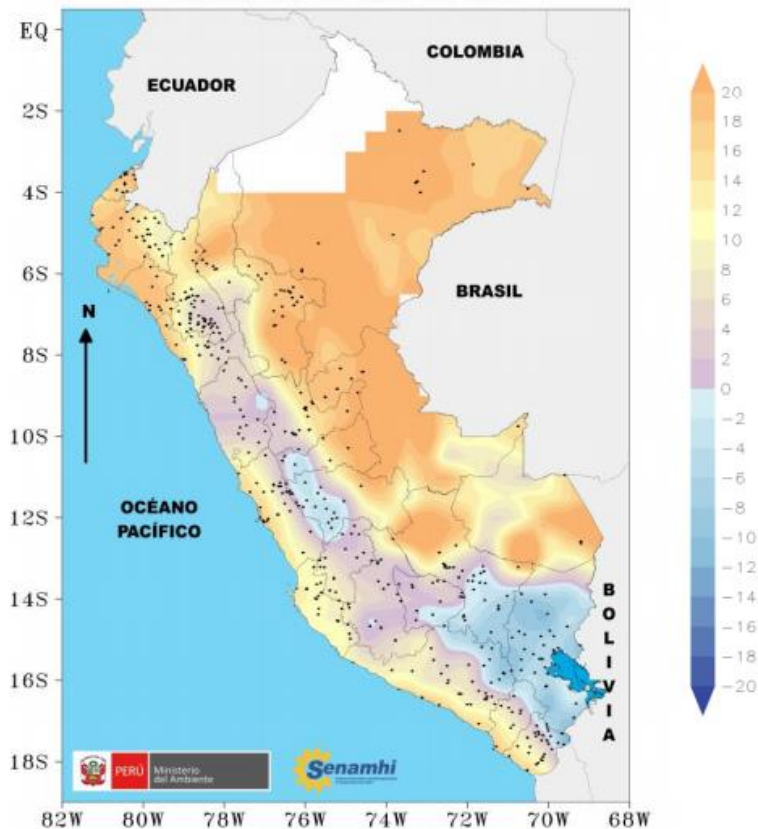 EQ
2S
4S
6S
8S
10S
12S
14S
16S
18S
82W
80W
78W
76W
74W
72W
70W
68W
COLOMBIA
ECUADOR
BRASIL
N
OCÉANO
PACÍFICO
B
O
L
I
V
I
A
PERÚ
Ministerio
del Ambiente
Senamhi
20
18
16
14
12
10
8
6
4
2
0
-2
-4
-6
-8
-10
-12
-14
-16
-18
-20